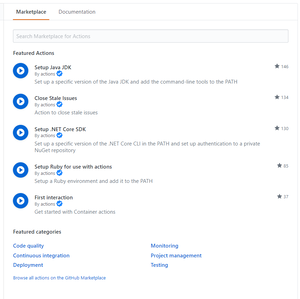 Marketplace
Documentation
Search Marketplace for Actions
Featured Actions
Setup Java JDK
146
By actions
Set up a specific version of the Java JDK and add the command-line tools to the PATH
Close Stale Issues
134
By actions
Action to close stale issues
Setup .NET Core SDK
130
By actions
Set up a specific version of the .NET Core CLI in the PATH and set up authentication to a private
NuGet repository
Setup Ruby for use with actions
By actions
Setup a Ruby environment and add it to the PATH
First interaction
37
By actions
Get started with Container actions
Featured categories
Code quality
Monitoring
Continuous integration
Project management
Deployment
Testing
Browse all actions on the GitHub Marketplace